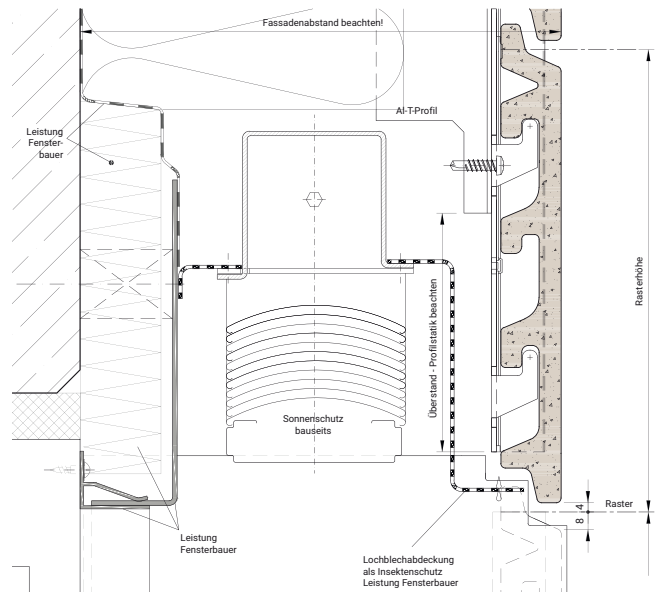 Fassadenabstand beachten!
Al-T-Profil
Leistung
Fenster-
bauer
Rasterhöhe
Überstand - Profilstatik beachten
Sonnenschutz
bauseits
Raster
4
8
Leistung
Fensterbauer
Lochblechabdeckung
als Insektenschutz
Leistung Fensterbauer